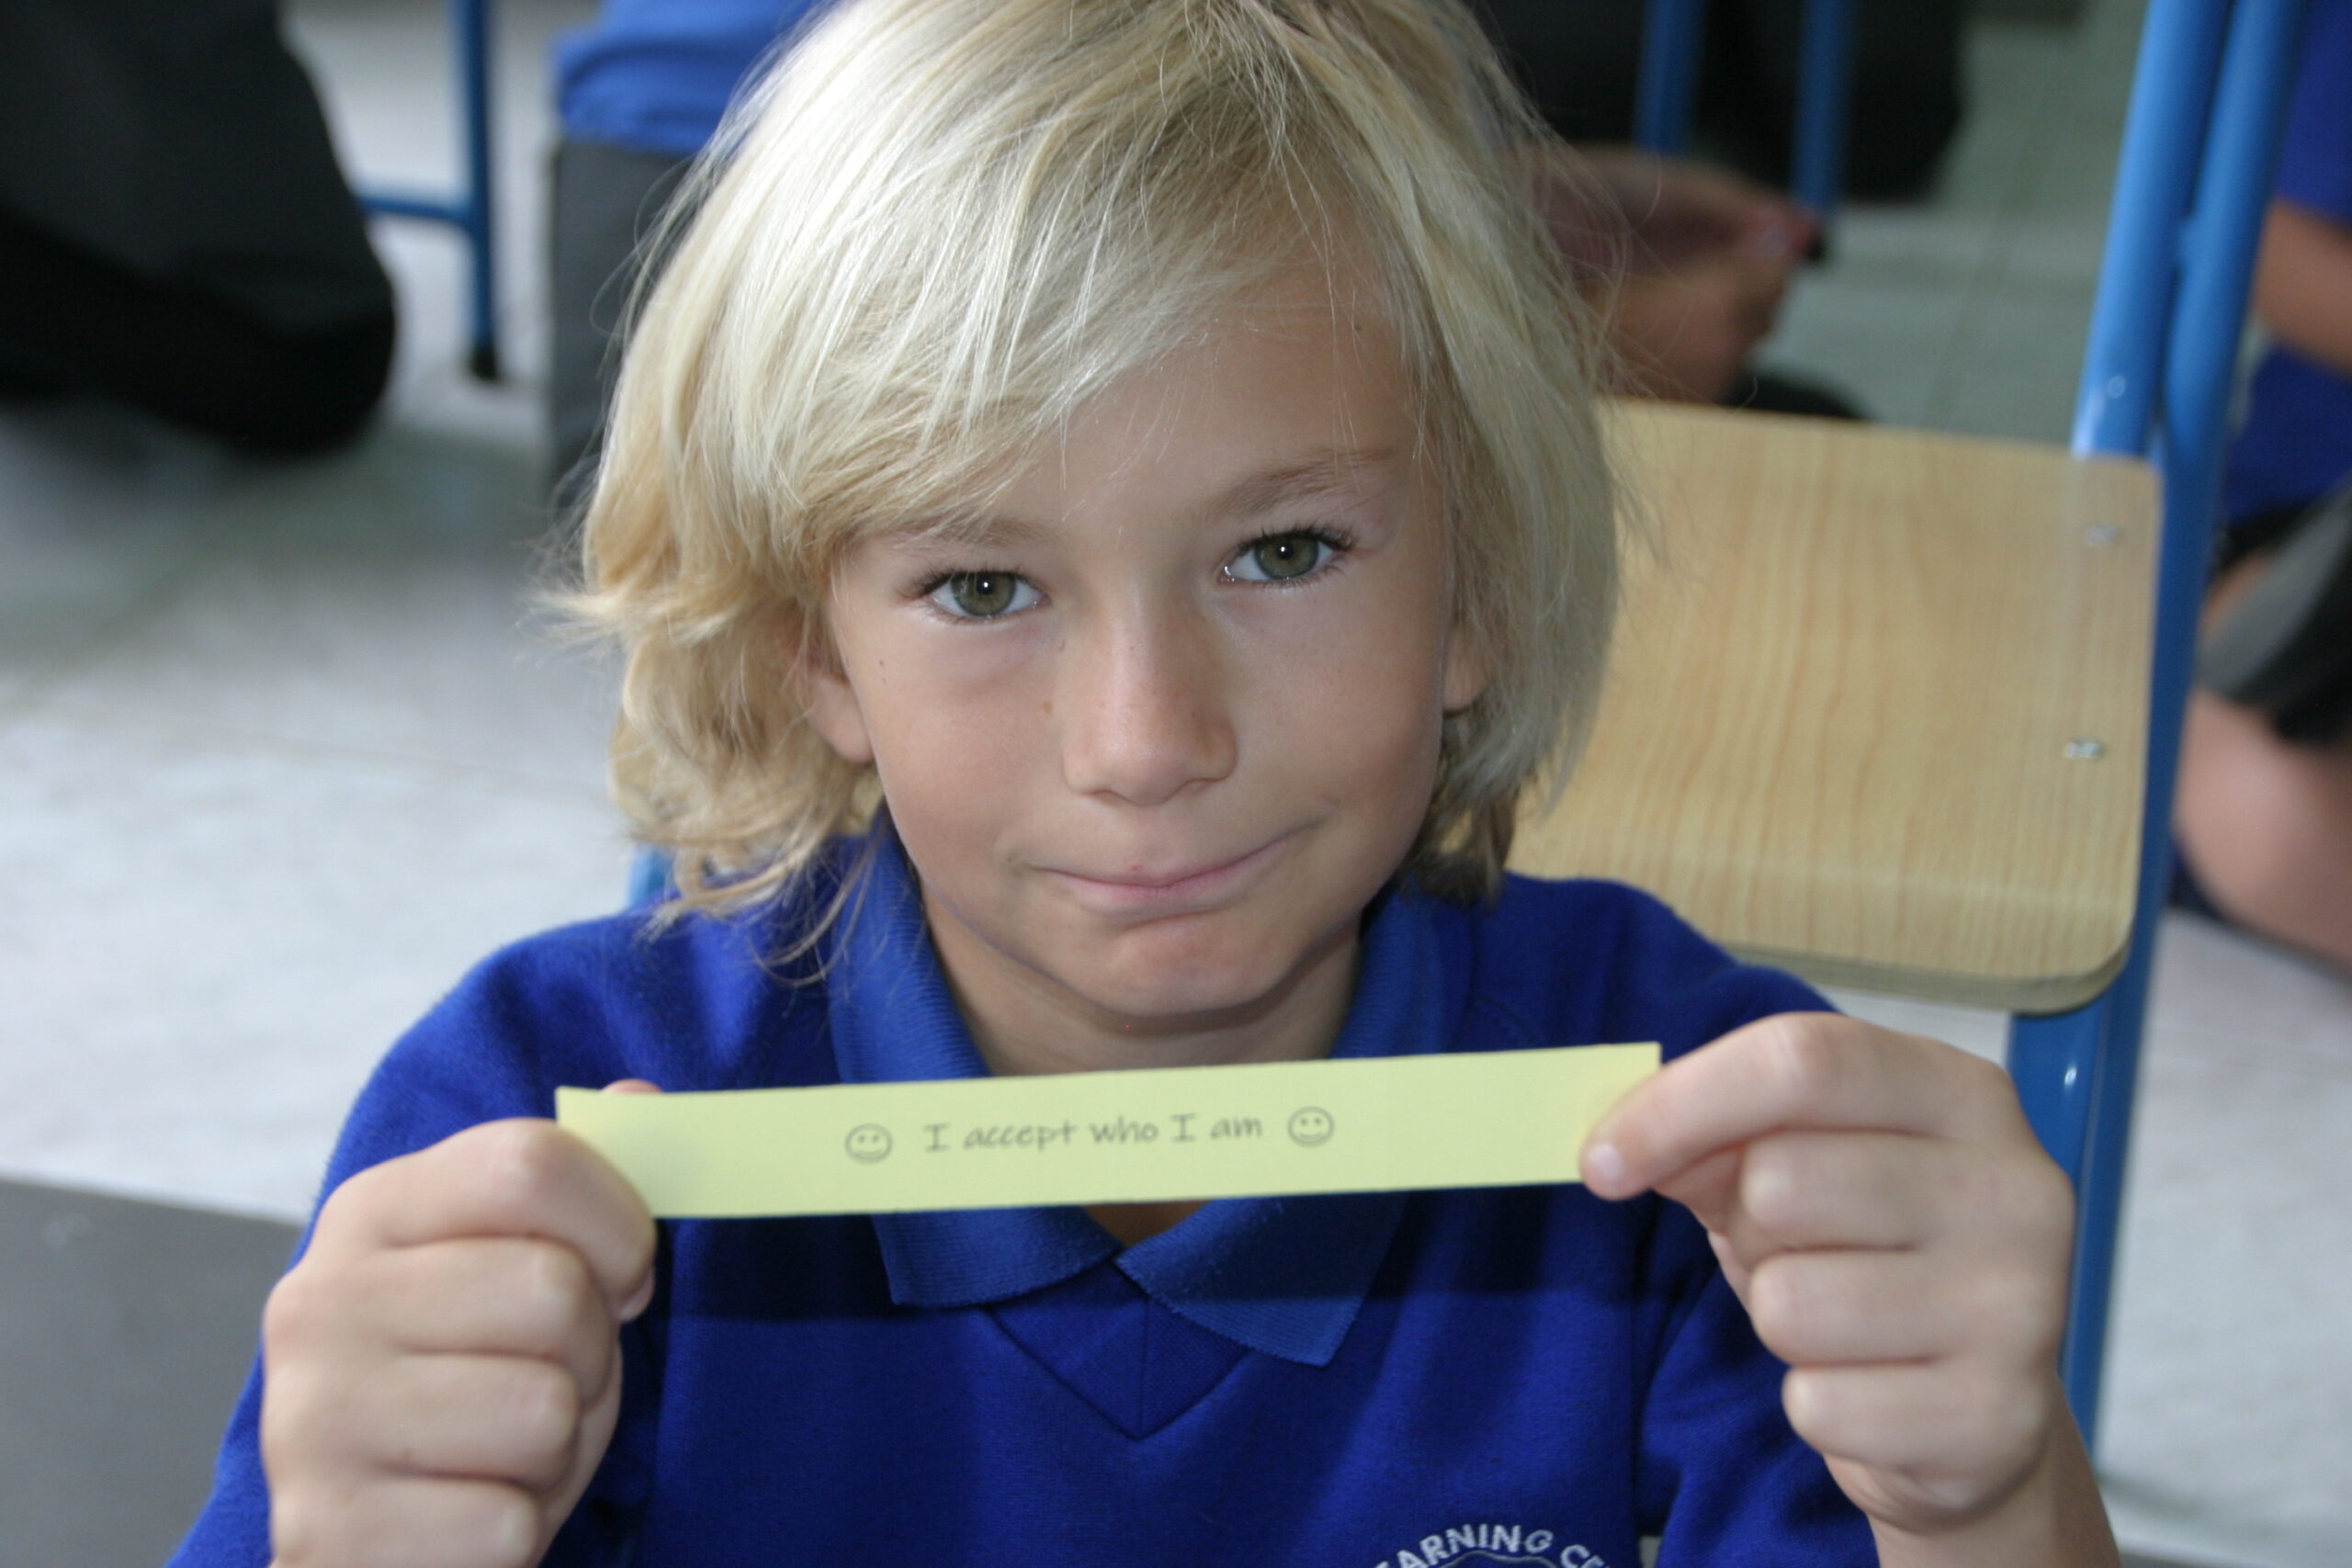 ☺ I accept who I am ☺